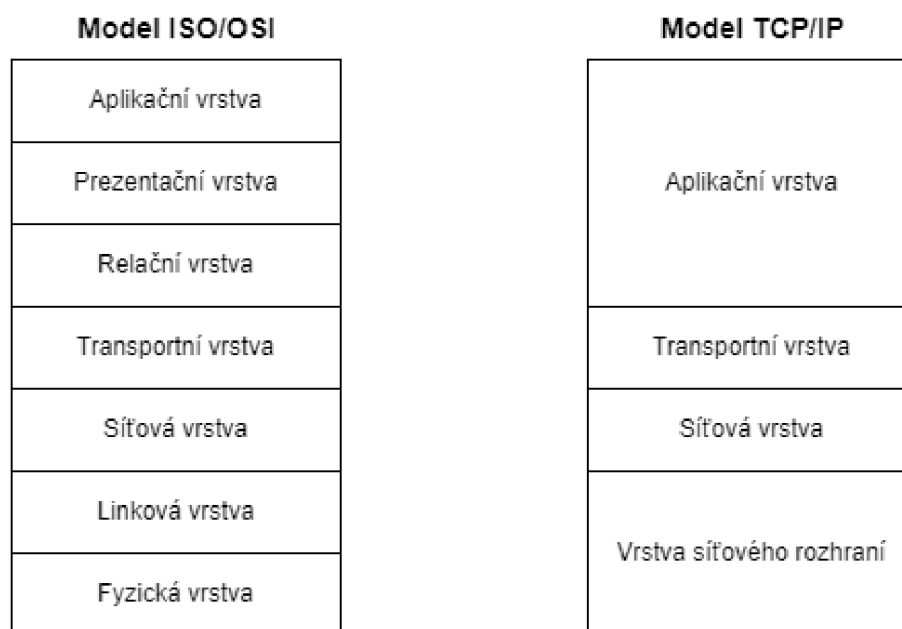 Model ISO/OSI
Aplikační vrstva
Prezentační vrstva
Relační vrstva
Transportní vrstva
Síťová vrstva
Linková vrstva
Fyzická vrstva
Model TCP/IP
Aplikační vrstva
Transportní vrstva
Síťová vrstva
Vrstva síťového rozhraní